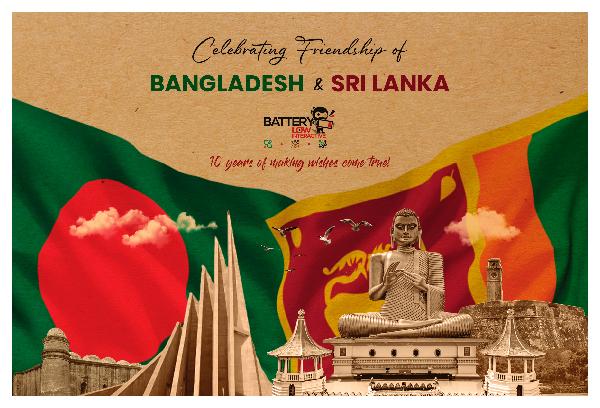 Celebrating Friendship of
BANGLADESH & SRI LANKA
BATTERY
LOW
INTERACTIVE
10 years of making wishes come true!